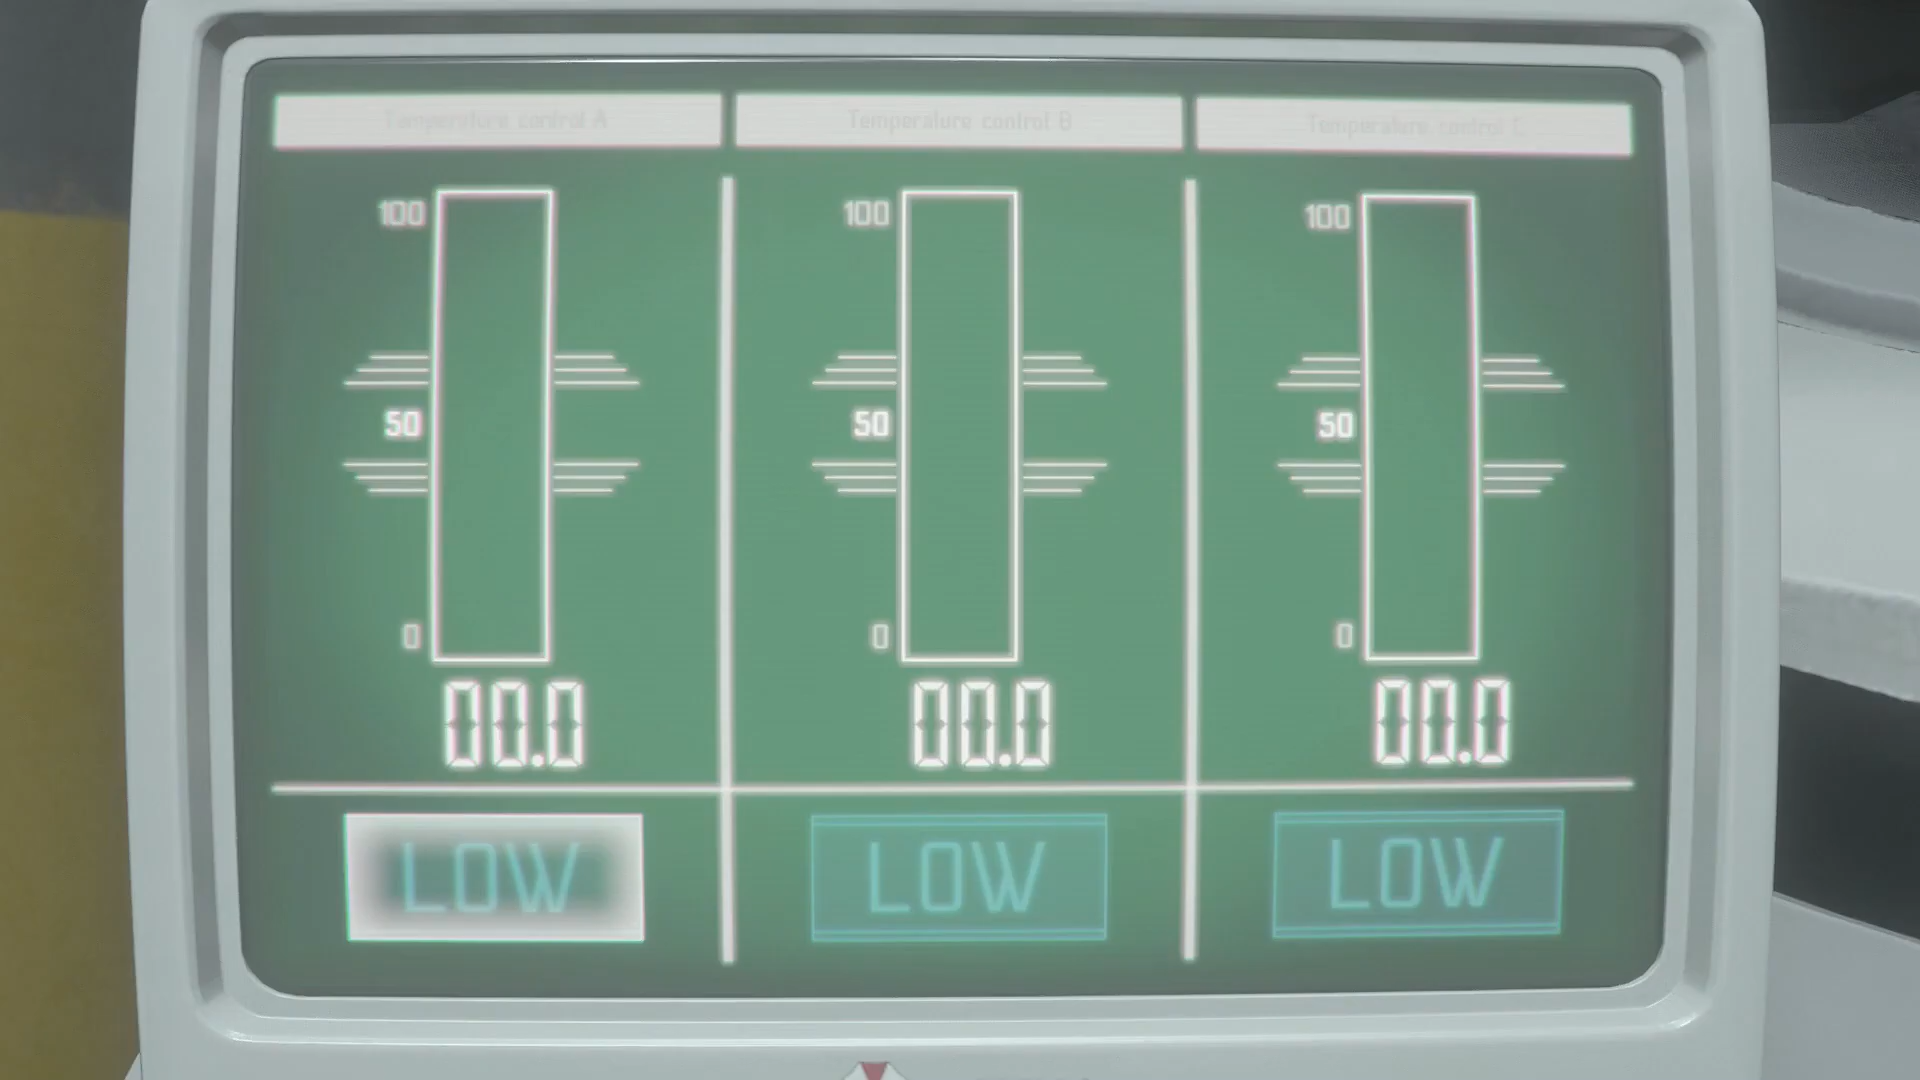 Temperature control A Temperature control B Temperature control C
100 100 100
50 50 50
0 0 0
00.0 00.0 00.0
LOW LOW LOW